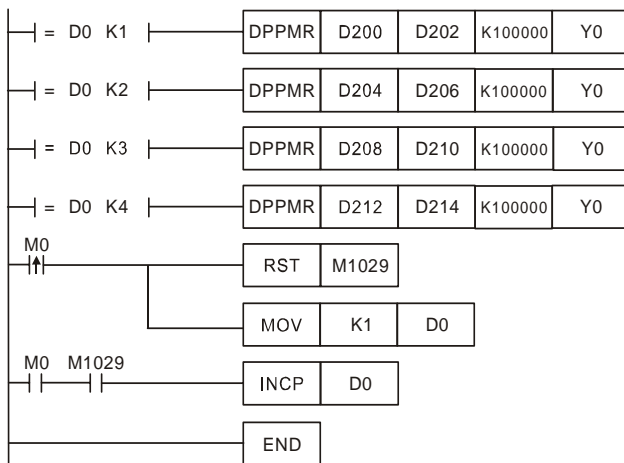 = D0 K1 DPPMR D200 D202 K100000 Y0
= D0 K2 DPPMR D204 D206 K100000 Y0
= D0 K3 DPPMR D208 D210 K100000 Y0
= D0 K4 DPPMR D212 D214 K100000 Y0
M0
RST M1029
MOV K1 D0
M0 M1029
INCP D0
END